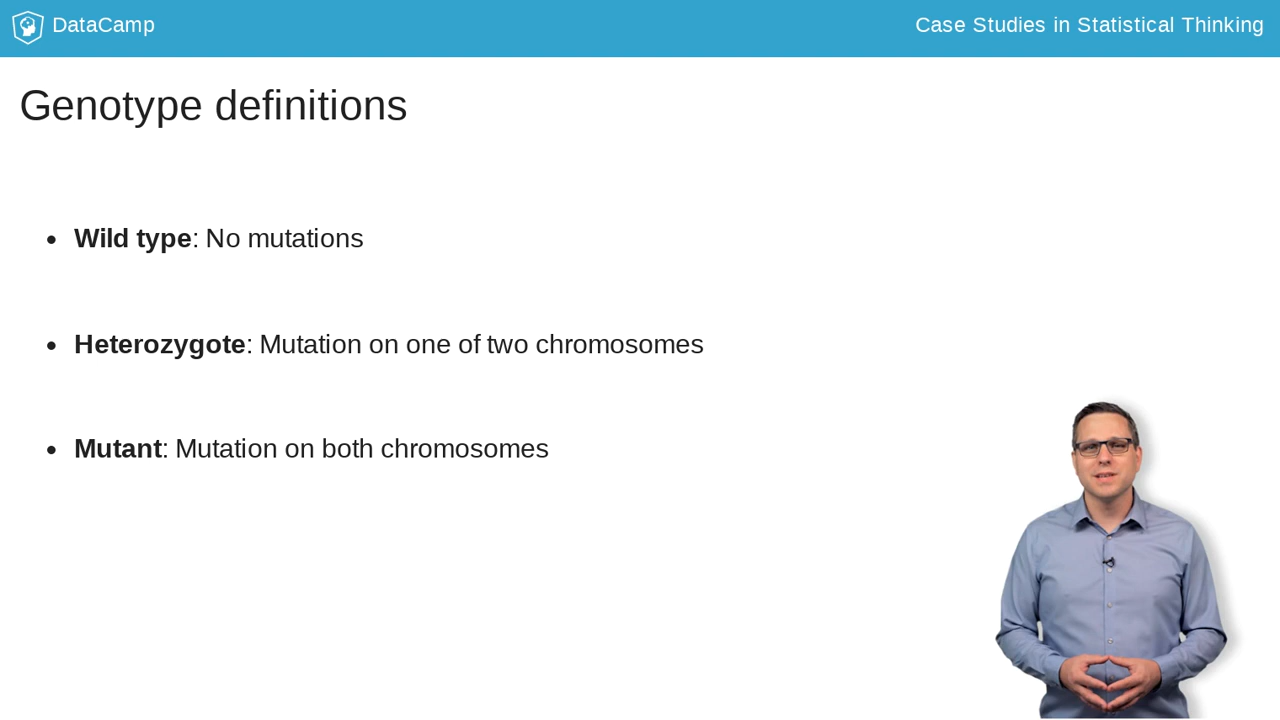 DataCamp
Case Studies in Statistical Thinking
Genotype definitions
Wild type: No mutations
Heterozygote: Mutation on one of two chromosomes
Mutant: Mutation on both chromosomes